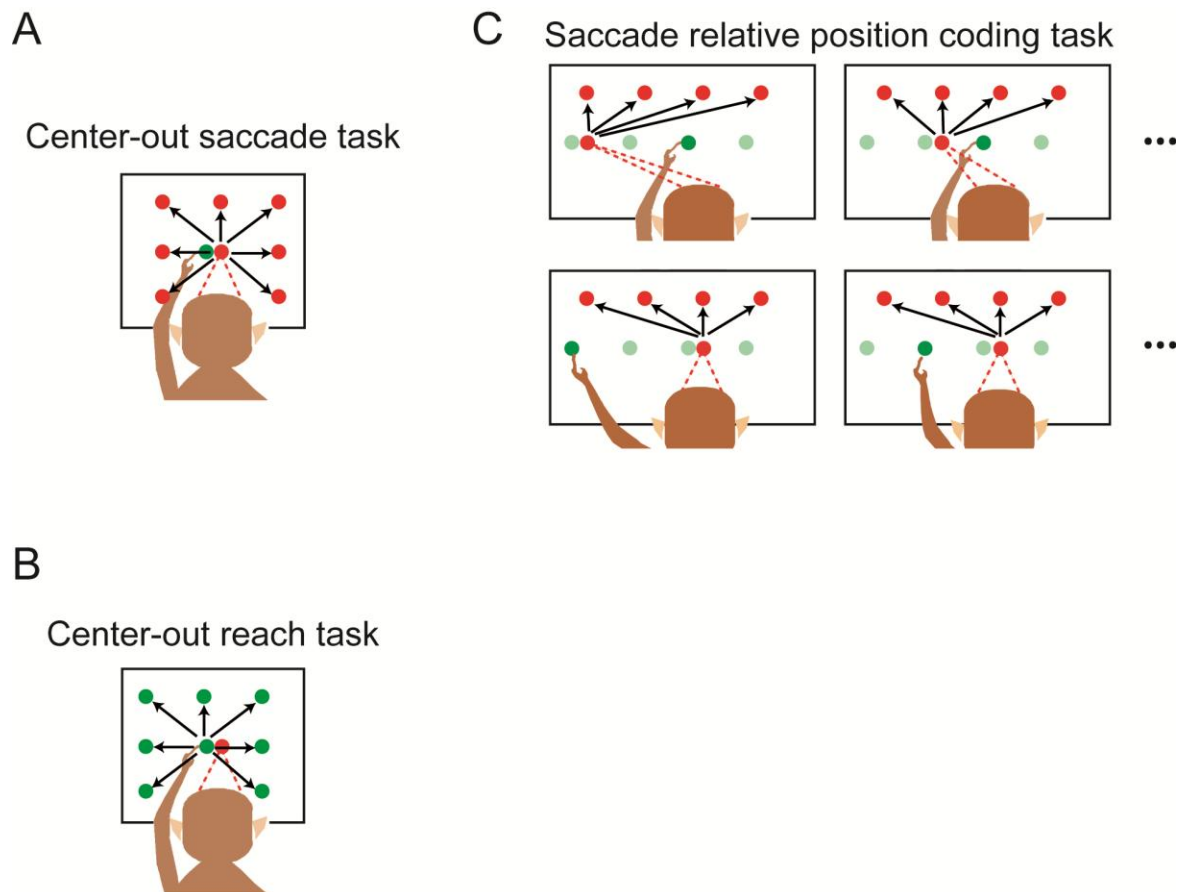 A
Center-out saccade task
C
Saccade relative position coding task
...
...
B
Center-out reach task